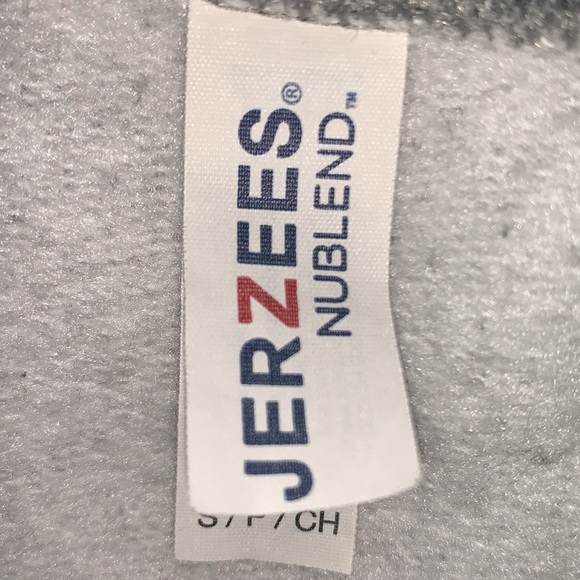 JERZEES®
NUBLEND™
S / P / CH